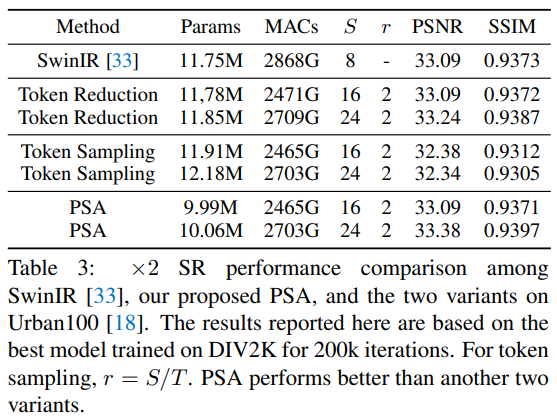 Method Params MACs S r PSNR SSIM
SwinIR [33] 11.75M 2868G 8 - 33.09 0.9373
Token Reduction 11,78M 2471G 16 2 33.09 0.9372
Token Reduction 11.85M 2709G 24 2 33.24 0.9387
Token Sampling 11.91M 2465G 16 2 32.38 0.9312
Token Sampling 12.18M 2703G 24 2 32.34 0.9305
PSA 9.99M 2465G 16 2 33.09 0.9371
PSA 10.06M 2703G 24 2 33.38 0.9397
Table 3: ×2 SR performance comparison among
SwinIR [33], our proposed PSA, and the two variants on
Urban100 [18]. The results reported here are based on the
best model trained on DIV2K for 200k iterations. For token
sampling, r = S/T. PSA performs better than another two
variants.